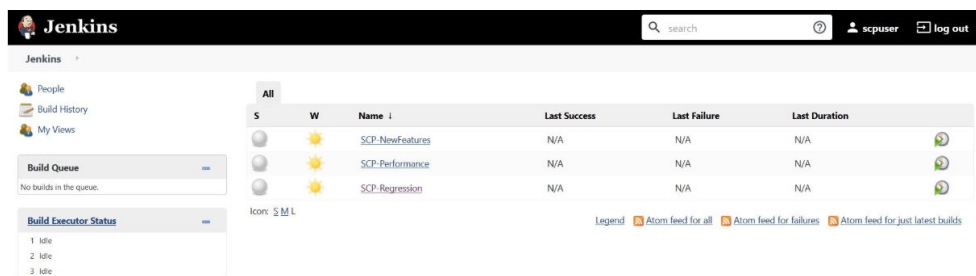 Jenkins
search
scpuser
log out
Jenkins
People
Build History
My Views
Build Queue
No builds in the queue.
Build Executor Status
1 Idle
2 Idle
3 Idle
All
S W Name ↓ Last Success Last Failure Last Duration
SCP-NewFeatures N/A N/A N/A
SCP-Performance N/A N/A N/A
SCP-Regression N/A N/A N/A
Icon: S M L
Legend Atom feed for all Atom feed for failures Atom feed for just latest builds